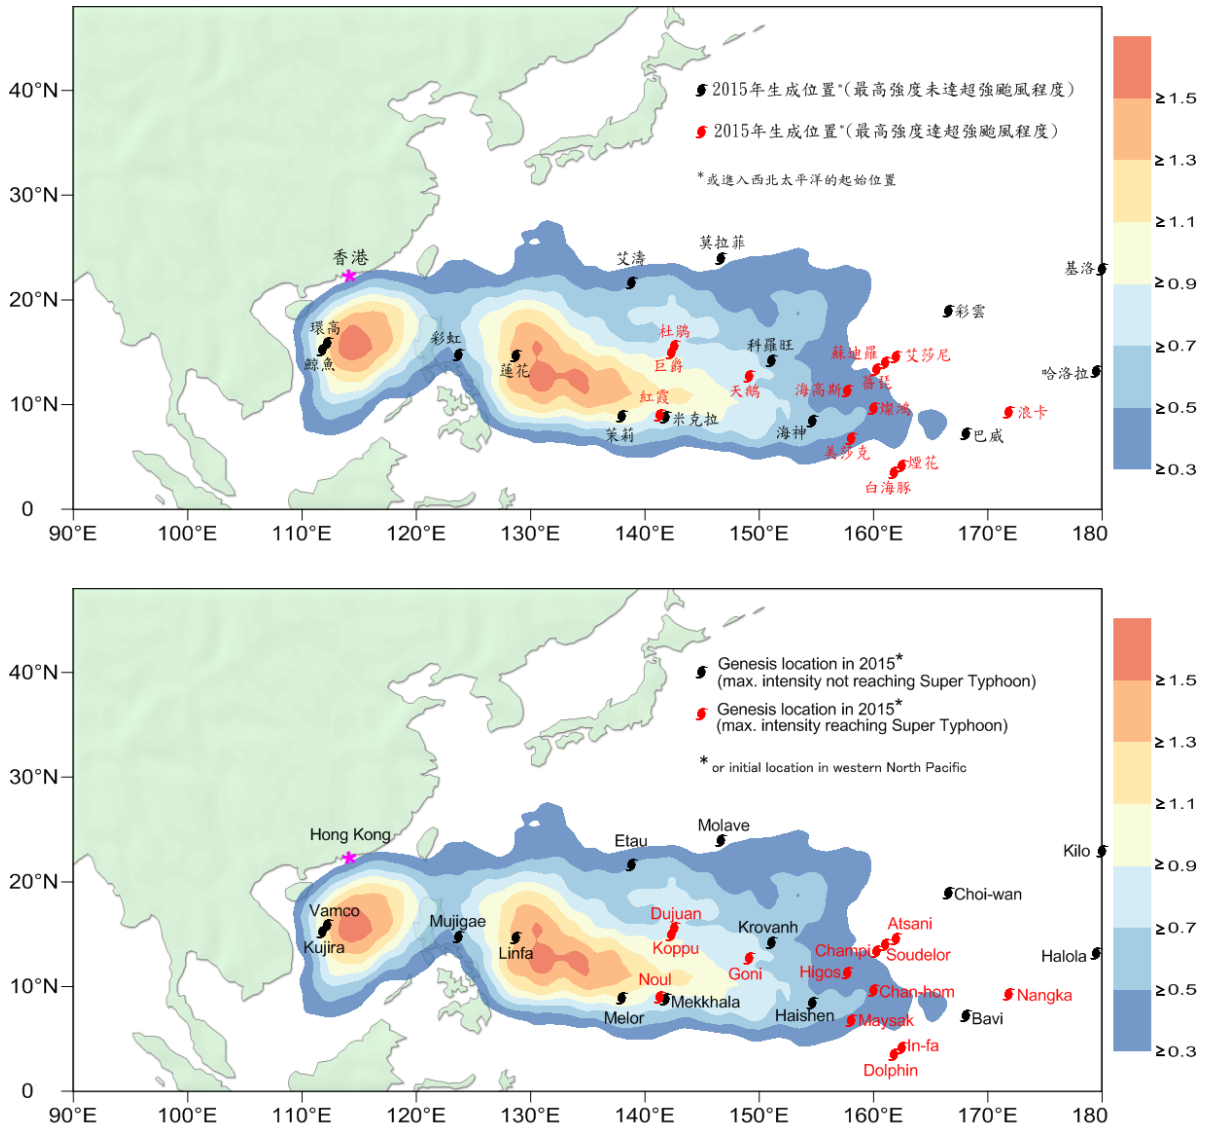 40°N
30°N
20°N
10°N
0
90°E 100°E 110°E 120°E 130°E 140°E 150°E 160°E 170°E 180
2015年生成位置*(最高強度未達超強颱風程度)
2015年生成位置*(最高強度達超強颱風程度)
*或進入西北太平洋的起始位置
香港
莫拉菲
艾濤
基洛
彩雲
環高
鯨魚
彩虹
蓮花
杜鵑
巨爵
科羅旺
蘇迪羅
艾莎尼
薔琵
哈洛拉
天鵝
海高斯
紅霞
米克拉
茉莉
燦鴻
浪卡
海神
巴威
美莎克
煙花
白海豚
≥1.5
≥1.3
≥1.1
≥0.9
≥0.7
≥0.5
≥0.3
40°N
30°N
20°N
10°N
0
90°E 100°E 110°E 120°E 130°E 140°E 150°E 160°E 170°E 180
Genesis location in 2015*
(max. intensity not reaching Super Typhoon)
Genesis location in 2015*
(max. intensity reaching Super Typhoon)
*or initial location in western North Pacific
Hong Kong
Molave
Etau
Kilo
Choi-wan
Vamco
Kujira
Mujigae
Linfa
Dujuan
Koppu
Krovanh
Atsani
Champi
Soudelor
Halola
Goni
Higos
Noul
Mekkhala
Melor
Chan-hom
Nangka
Haishen
Maysak
Bavi
In-fa
Dolphin
≥1.5
≥1.3
≥1.1
≥0.9
≥0.7
≥0.5
≥0.3